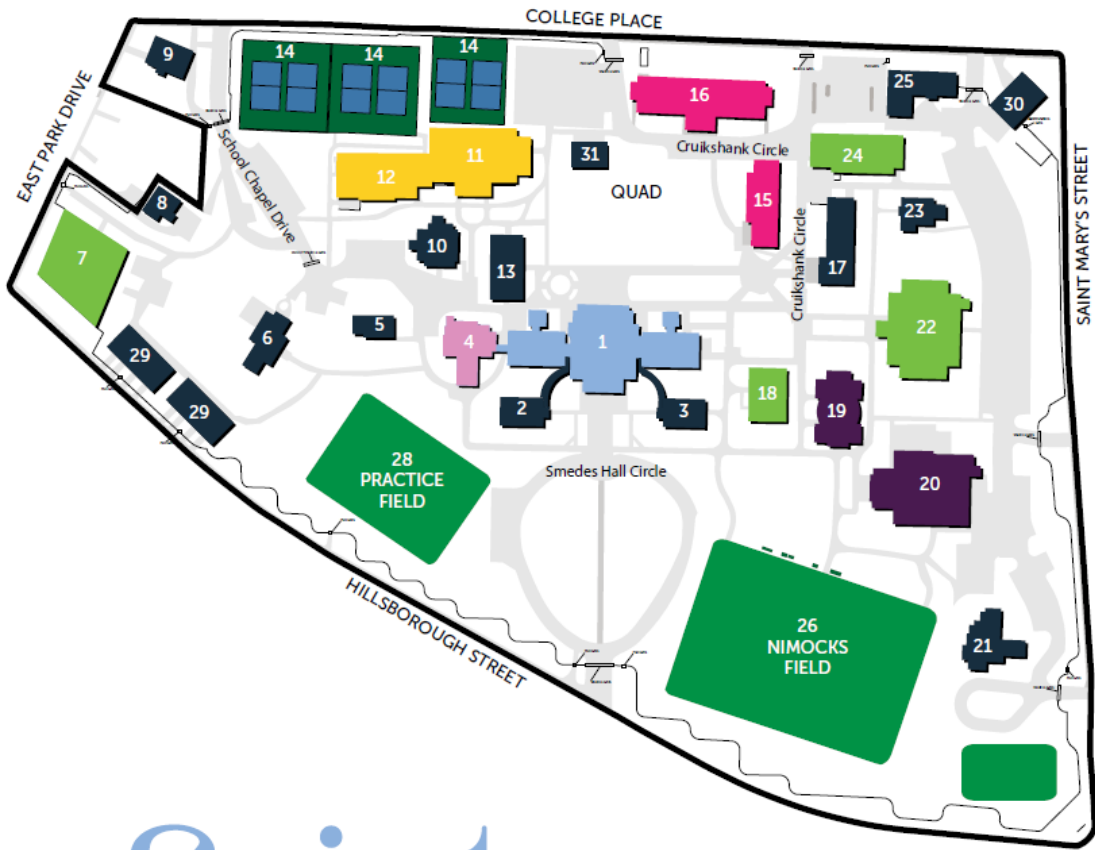 COLLEGE PLACE
9
14
14
14
16
25
30
EAST PARK DRIVE
School Chapel Drive
11
12
31
Cruikshank Circle
24
QUAD
15
8
23
SAINT MARY'S STREET
7
10
13
17
Cruikshank Circle
6
5
4
1
22
29
29
2
3
18
19
28
PRACTICE
FIELD
Smedes Hall Circle
20
HILLSBOROUGH STREET
26
NIMOCKS
FIELD
21